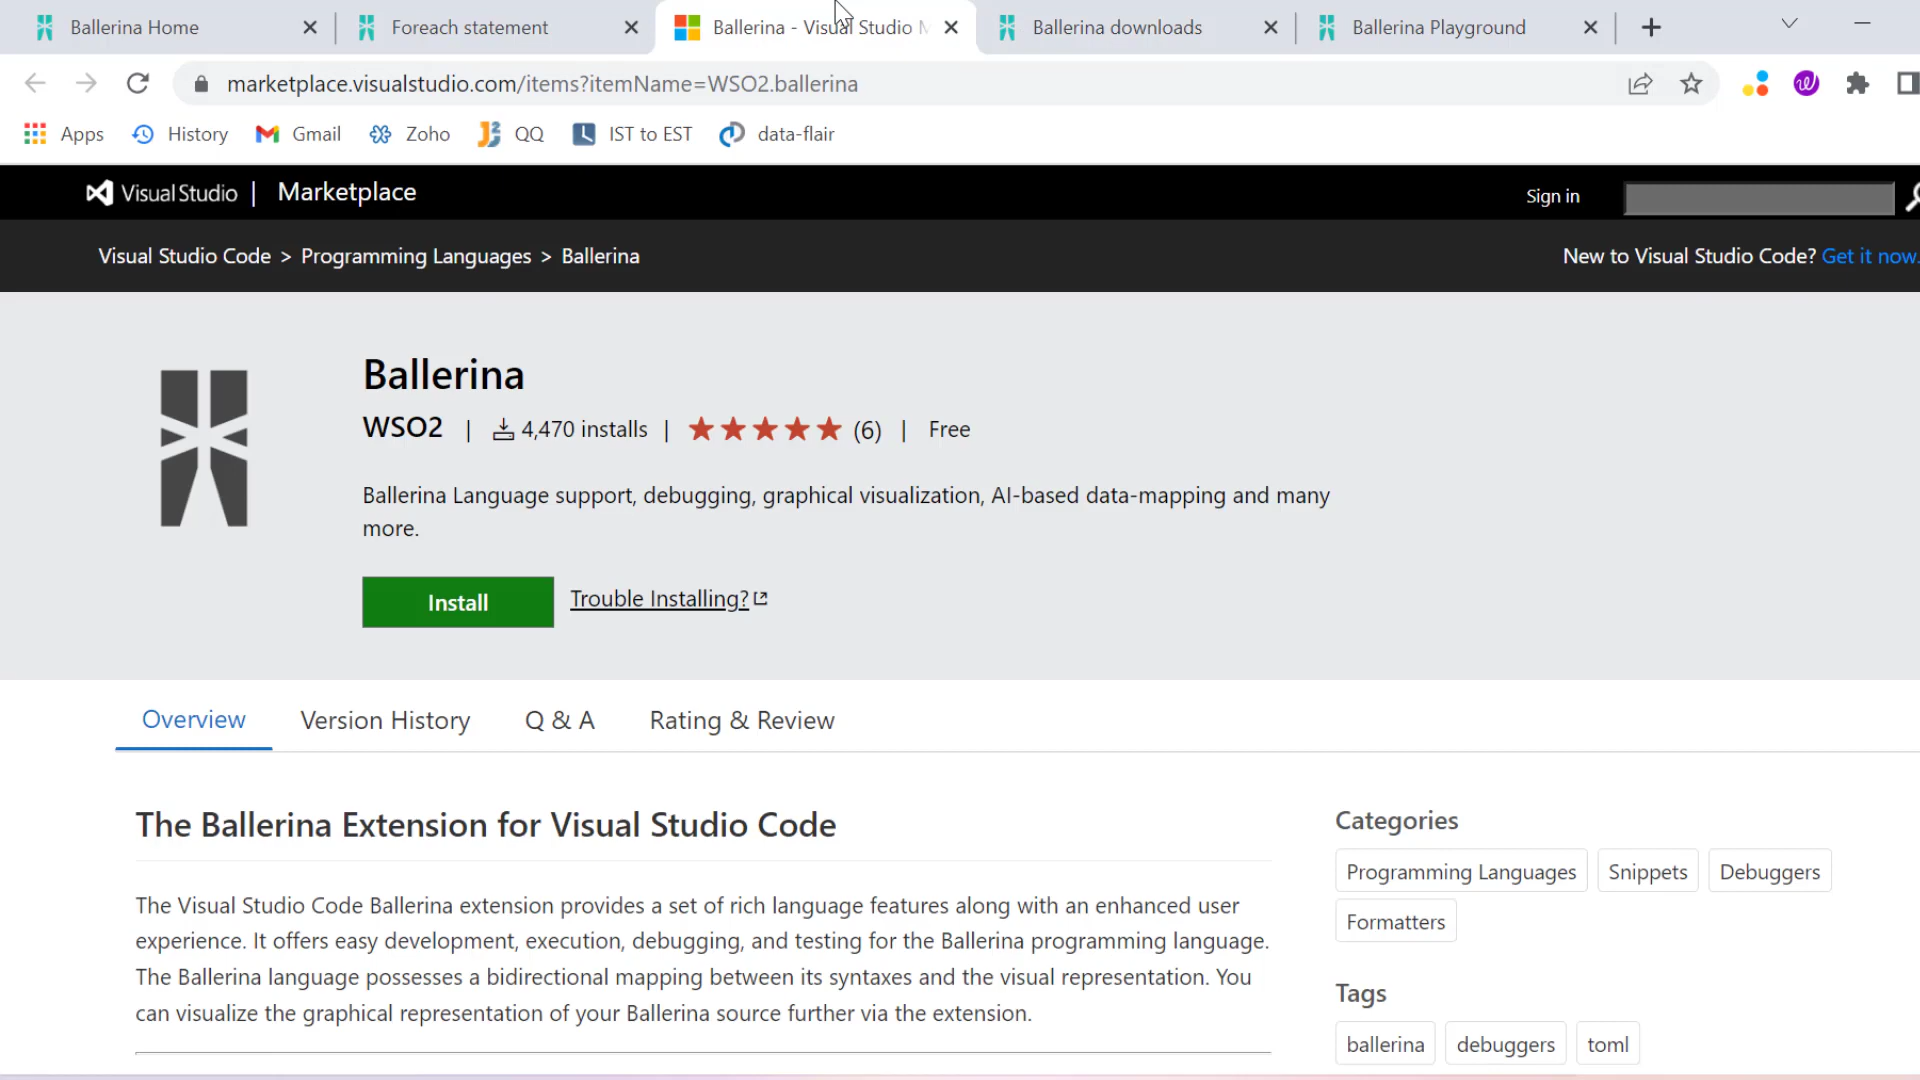 Ballerina Home
Foreach statement
Ballerina - Visual Studio M
Ballerina downloads
Ballerina Playground
marketplace.visualstudio.com/items?itemName=WSO2.ballerina
Apps
History
Gmail
Zoho
QQ
IST to EST
data-flair
Visual Studio | Marketplace
Sign in
Visual Studio Code > Programming Languages > Ballerina
New to Visual Studio Code? Get it now.
Ballerina
WSO2 | 4,470 installs | (6) | Free
Ballerina Language support, debugging, graphical visualization, AI-based data-mapping and many
more.
Install
Trouble Installing?
Overview
Version History
Q & A
Rating & Review
The Ballerina Extension for Visual Studio Code
The Visual Studio Code Ballerina extension provides a set of rich language features along with an enhanced user
experience. It offers easy development, execution, debugging, and testing for the Ballerina programming language.
The Ballerina language possesses a bidirectional mapping between its syntaxes and the visual representation. You
can visualize the graphical representation of your Ballerina source further via the extension.
Categories
Programming Languages
Snippets
Debuggers
Formatters
Tags
ballerina
debuggers
toml